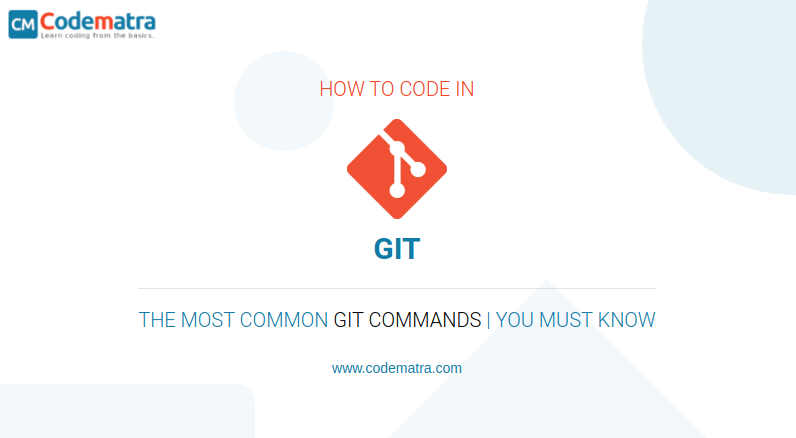 CM Codematra
Learn coding from the basics.
HOW TO CODE IN
GIT
THE MOST COMMON GIT COMMANDS | YOU MUST KNOW
www.codematra.com